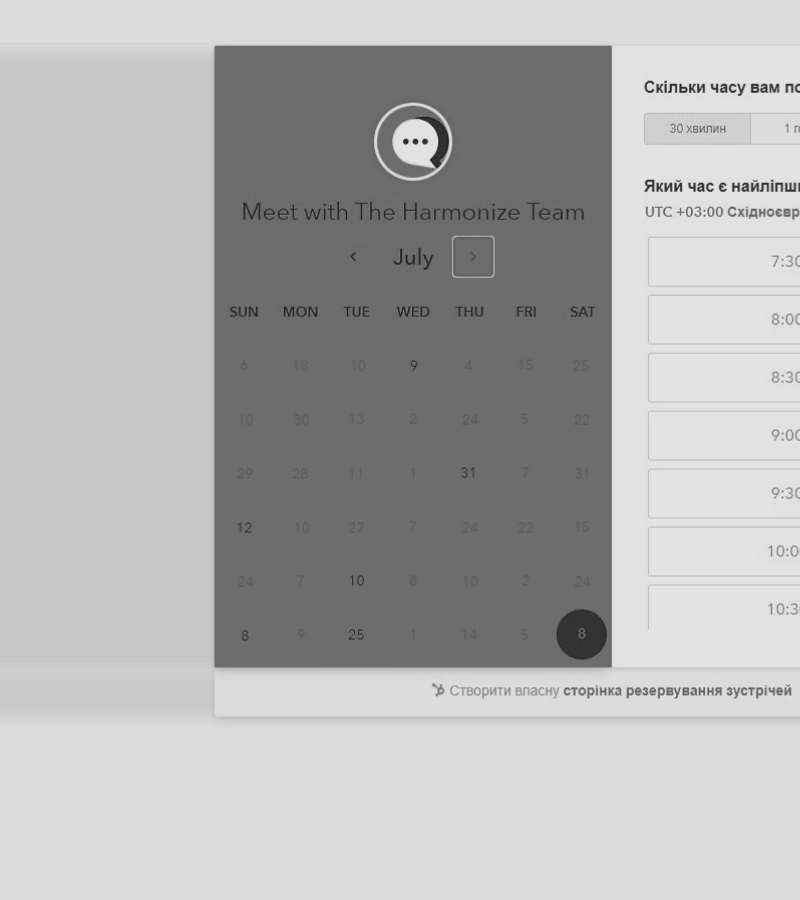 Meet with The Harmonize Team
July
SUN MON TUE WED THU FRI SAT
6 18 10 9 4 15 25
10 30 13 2 24 5 22
29 28 11 1 31 7 31
12 10 27 7 24 22 15
24 7 10 8 10 2 24
8 9 25 1 14 5 8
Скільки часу вам
30 хвилин 1
Який час є
UTC +03:00
7:30
8:00
8:30
9:00
9:30
10:0
10:3
Створити власну сторінка резервування зустрічей